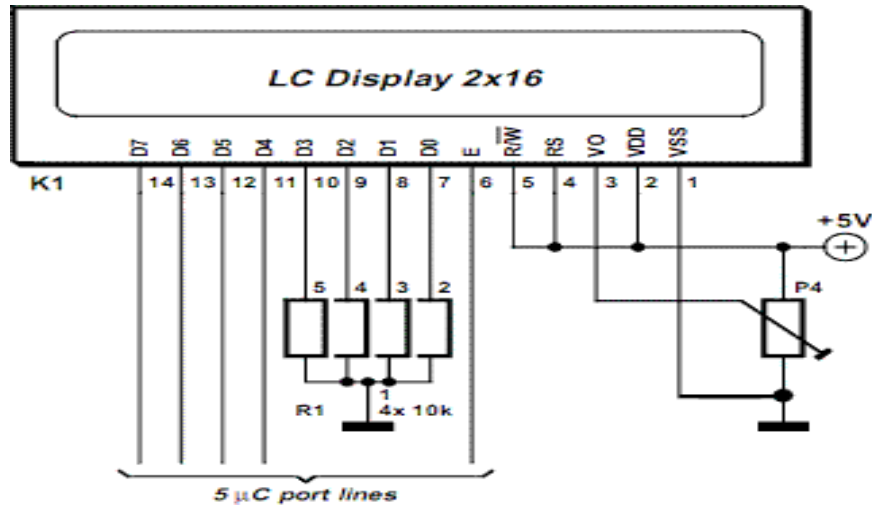 LC Display 2x16
D7 D6 D5 D4 D3 D2 D1 D0 E R/W RS VO VDD VSS
K1 14 13 12 11 10 9 8 7 6 5 4 3 2 1
+5V
5 4 3 2 P4
1
R1 4x 10k
5 μC port lines